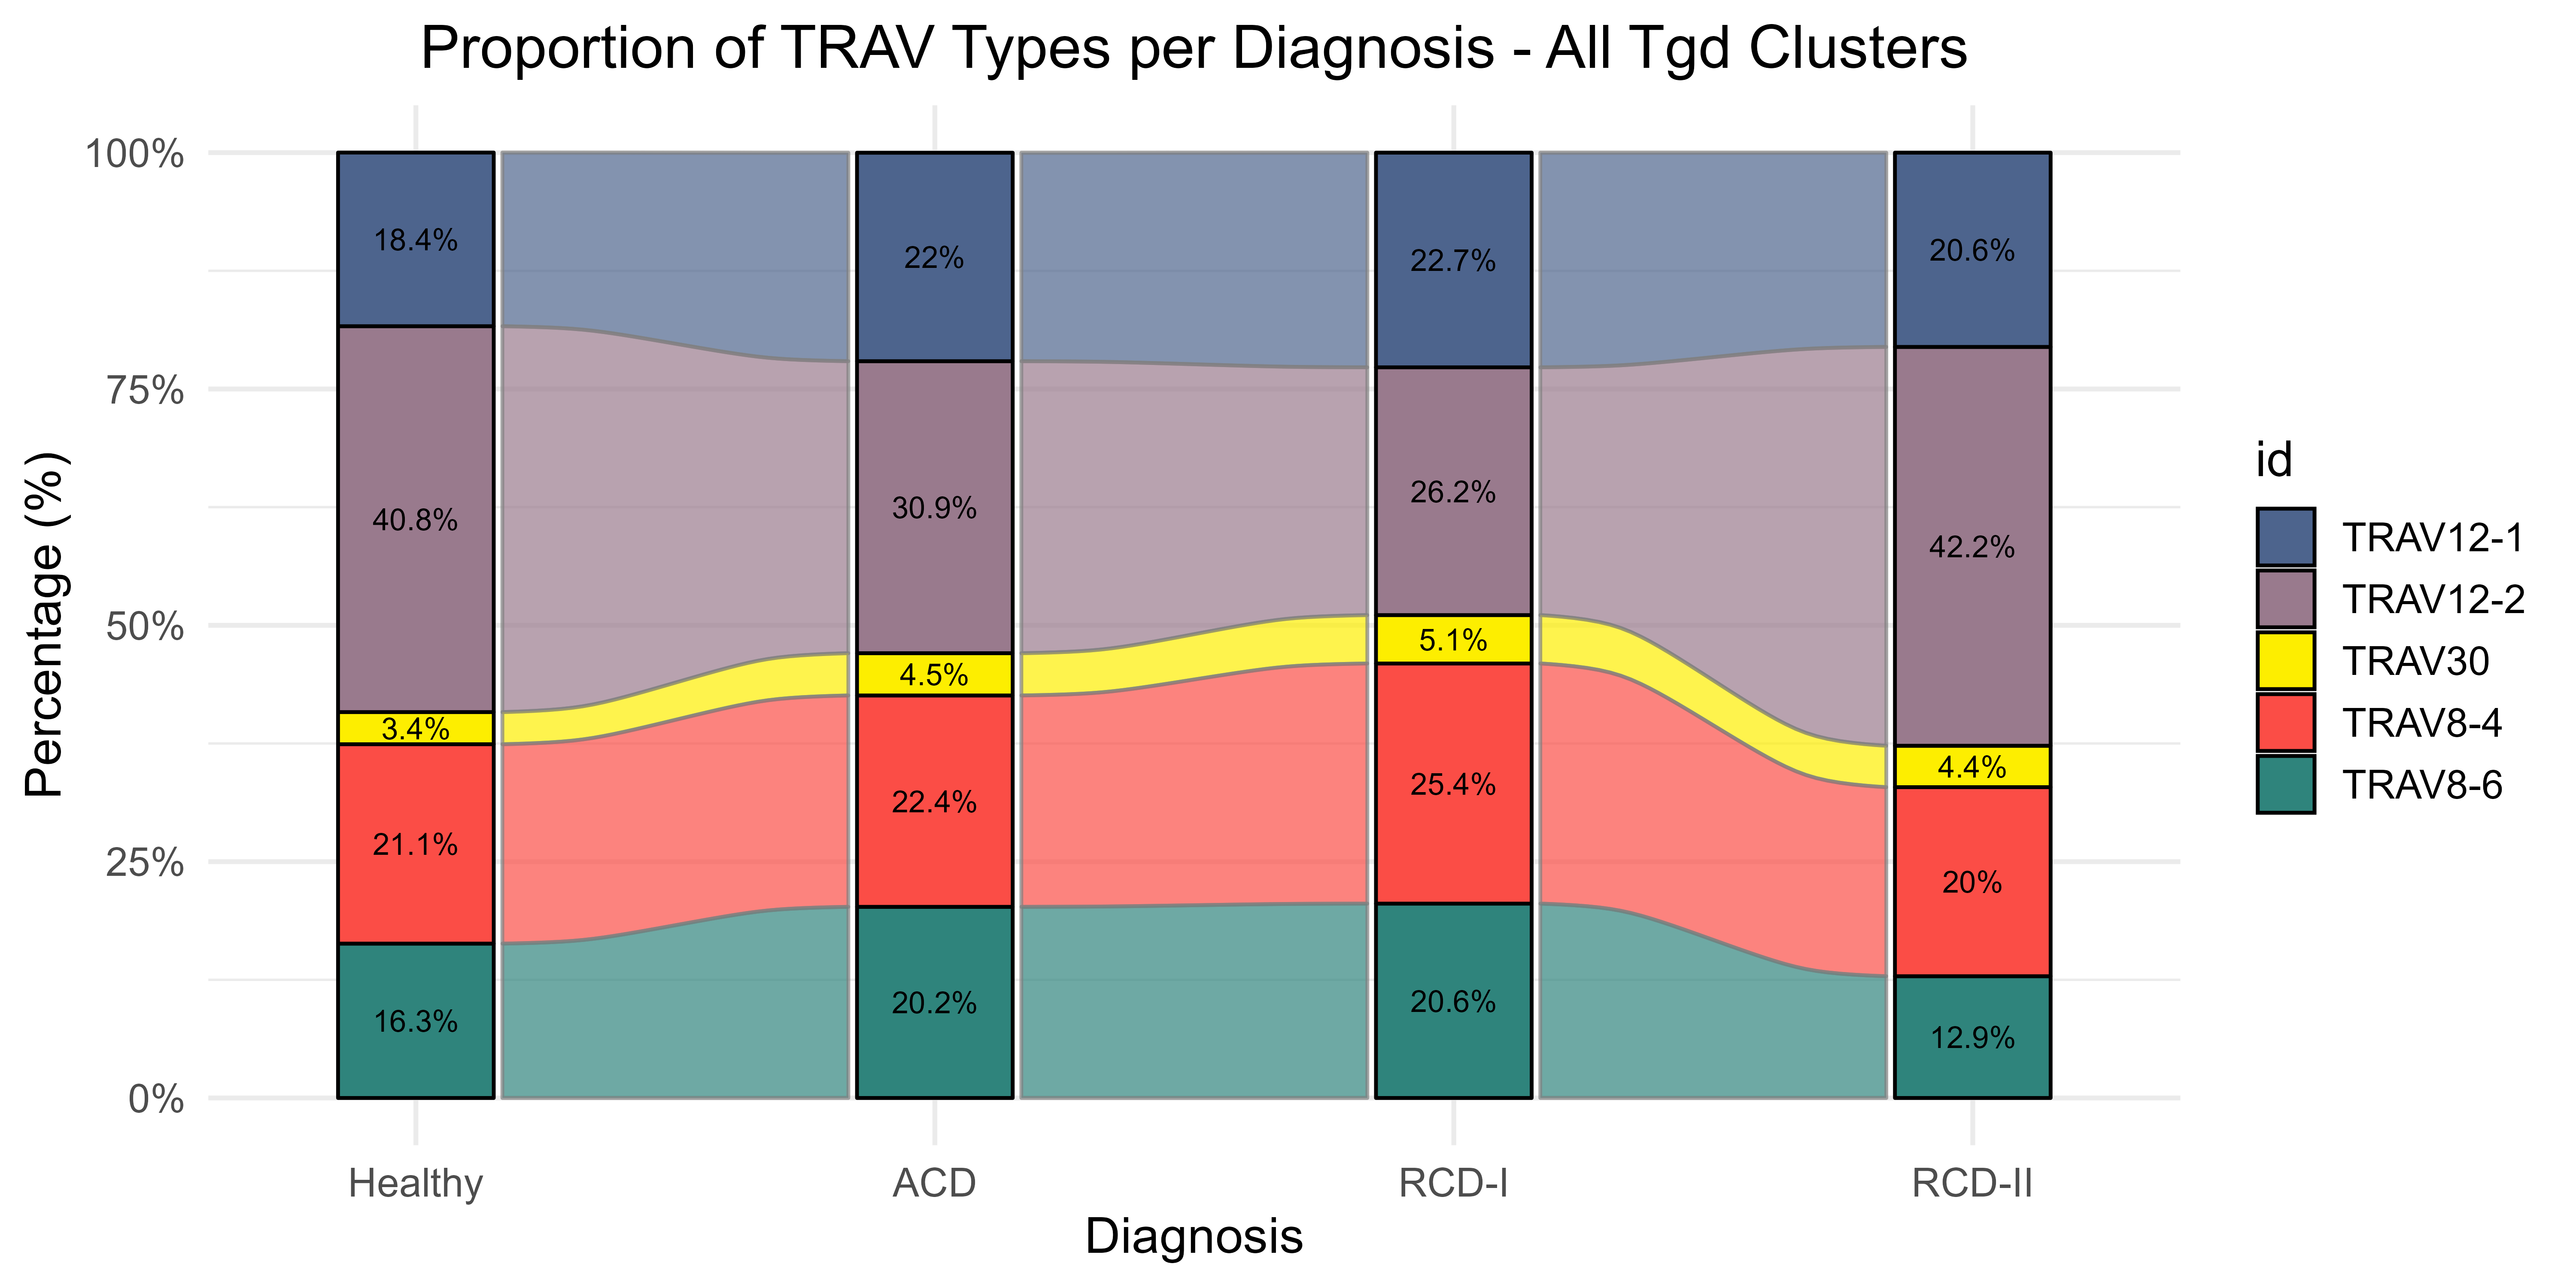 Proportion of TRAV Types per Diagnosis - All Tgd Clusters
Percentage (%)
100%
75%
50%
25%
0%
18.4%
40.8%
3.4%
21.1%
16.3%
22%
30.9%
4.5%
22.4%
20.2%
22.7%
26.2%
5.1%
25.4%
20.6%
20.6%
42.2%
4.4%
20%
12.9%
Healthy
ACD
RCD-I
RCD-II
Diagnosis
id
TRAV12-1
TRAV12-2
TRAV30
TRAV8-4
TRAV8-6